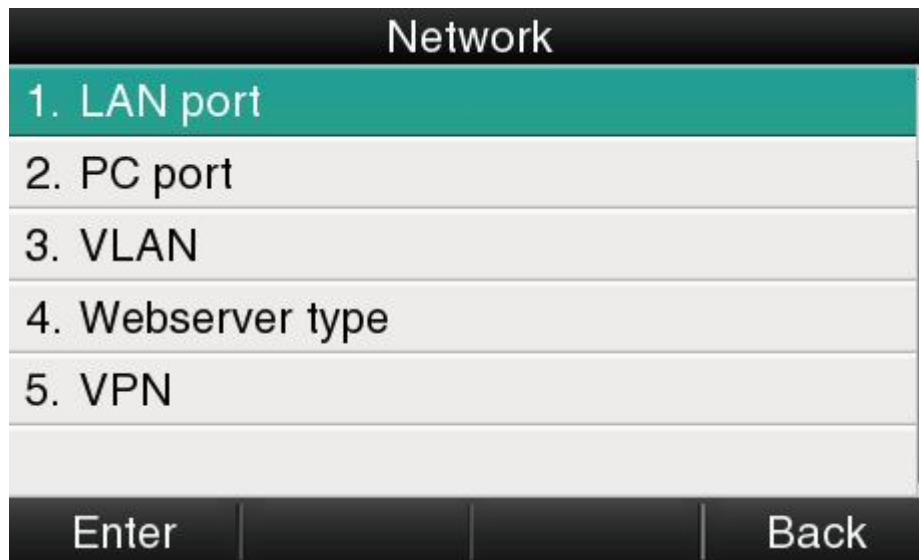 Network
1. LAN port
2. PC port
3. VLAN
4. Webserver type
5. VPN
Enter Back